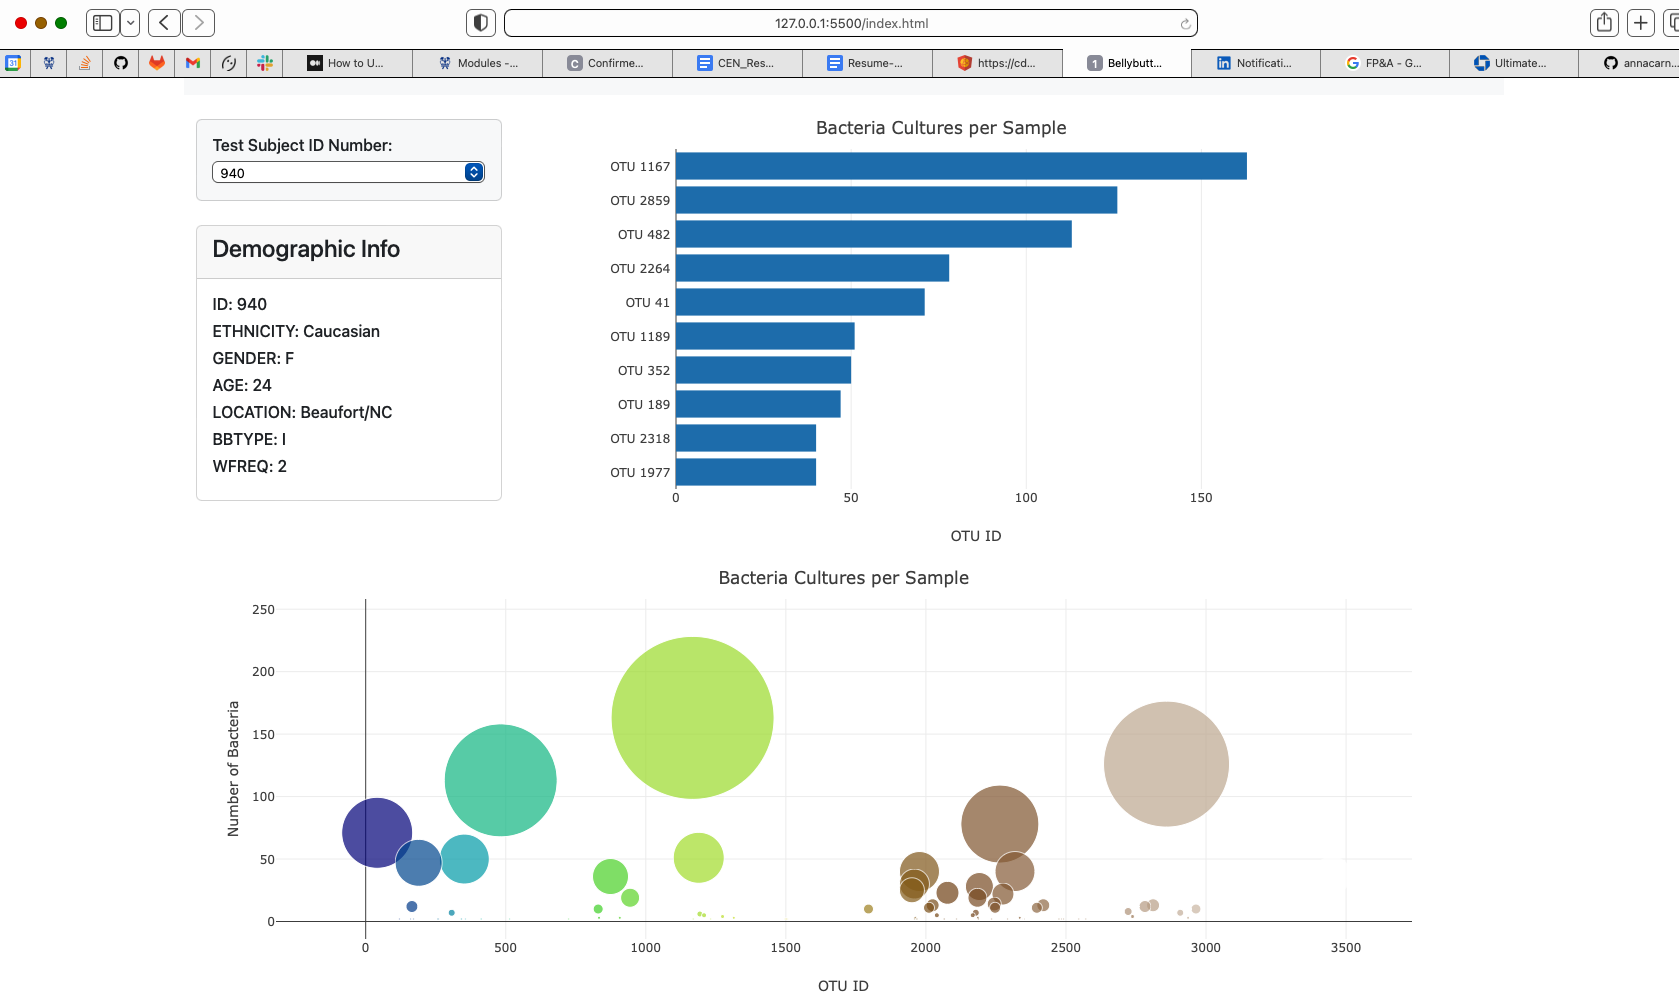 127.0.0.1:5500/index.html
31
How to U...
Modules -...
C Confirme...
CEN_Res...
Resume-...
https://cd...
1 Bellybutt...
in Notificati...
FP&A - G...
Ultimate...
annacarn...
Test Subject ID Number:
940
Demographic Info
ID: 940
ETHNICITY: Caucasian
GENDER: F
AGE: 24
LOCATION: Beaufort/NC
BBTYPE: I
WFREQ: 2
Bacteria Cultures per Sample
OTU 1167
OTU 2859
OTU 482
OTU 2264
OTU 41
OTU 1189
OTU 352
OTU 189
OTU 2318
OTU 1977
0 50 100 150
OTU ID
Bacteria Cultures per Sample
Number of Bacteria
250
200
150
100
50
0
0 500 1000 1500 2000 2500 3000 3500
OTU ID